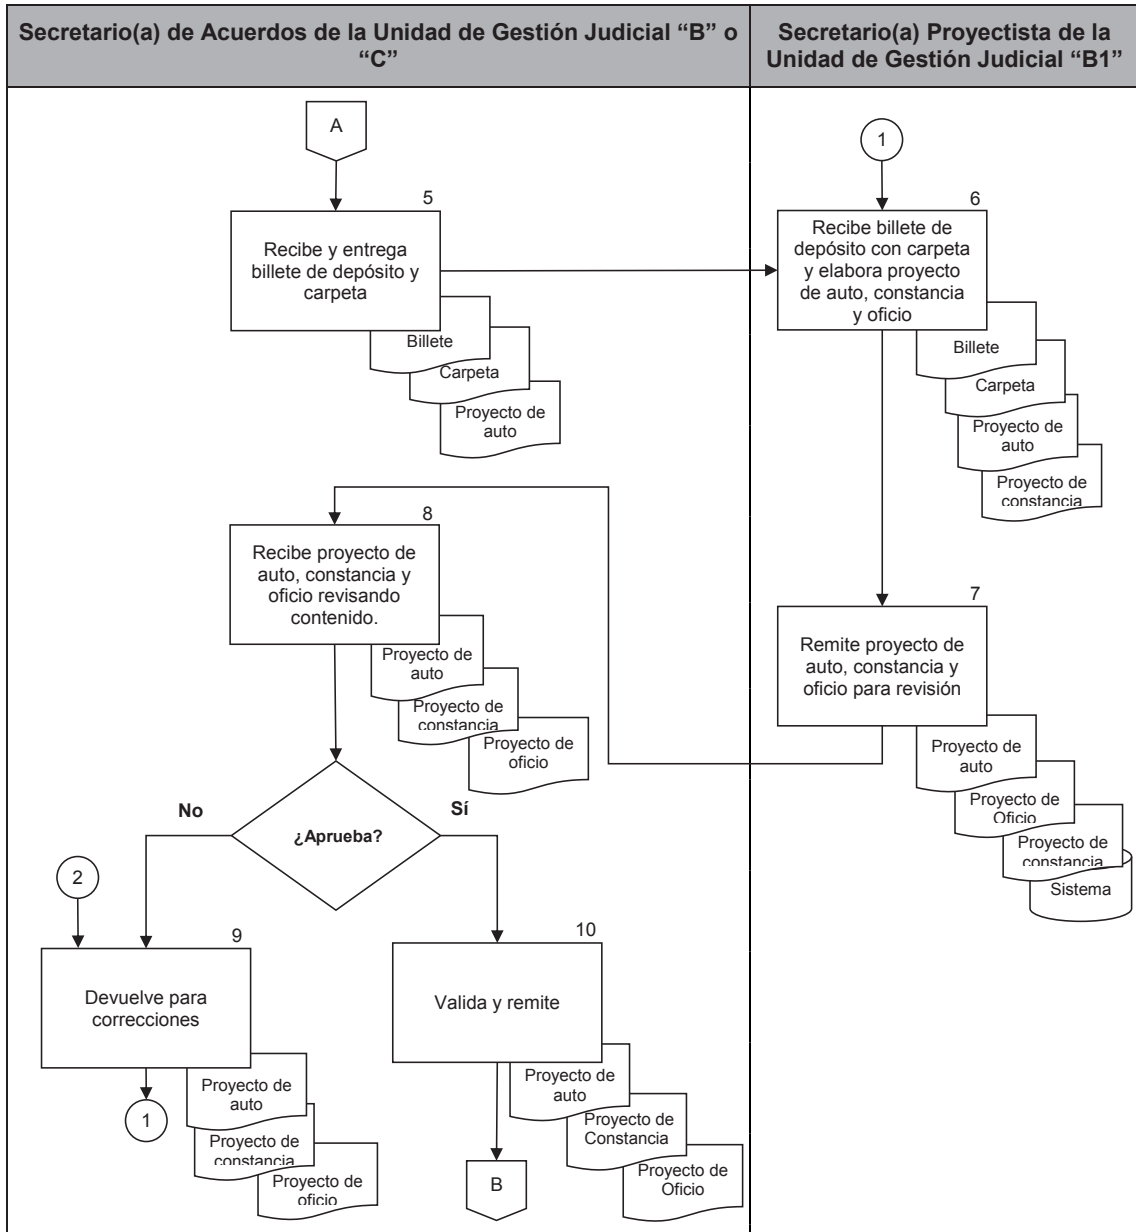 Secretario(a) de Acuerdos de la Unidad de Gestión Judicial “B” o
“C”
Secretario(a) Proyectista de la
Unidad de Gestión Judicial “B1”
A
5
Recibe y entrega
billete de depósito y
carpeta
Billete
Carpeta
Proyecto de
auto
1
6
Recibe billete de
depósito con carpeta
y elabora proyecto
de auto, constancia
y oficio
Billete
Carpeta
Proyecto de
auto
Proyecto de
constancia
7
Remite proyecto de
auto, constancia y
oficio para revisión
Proyecto de
auto
Proyecto de
Oficio
Proyecto de
constancia
Sistema
8
Recibe proyecto de
auto, constancia y
oficio revisando
contenido.
Proyecto de
auto
Proyecto de
constancia
Proyecto de
oficio
¿Aprueba?
No
Sí
2
9
Devuelve para
correcciones
Proyecto de
auto
Proyecto de
constancia
Proyecto de
oficio
1
10
Valida y remite
Proyecto de
auto
Proyecto de
Constancia
Proyecto de
Oficio
B